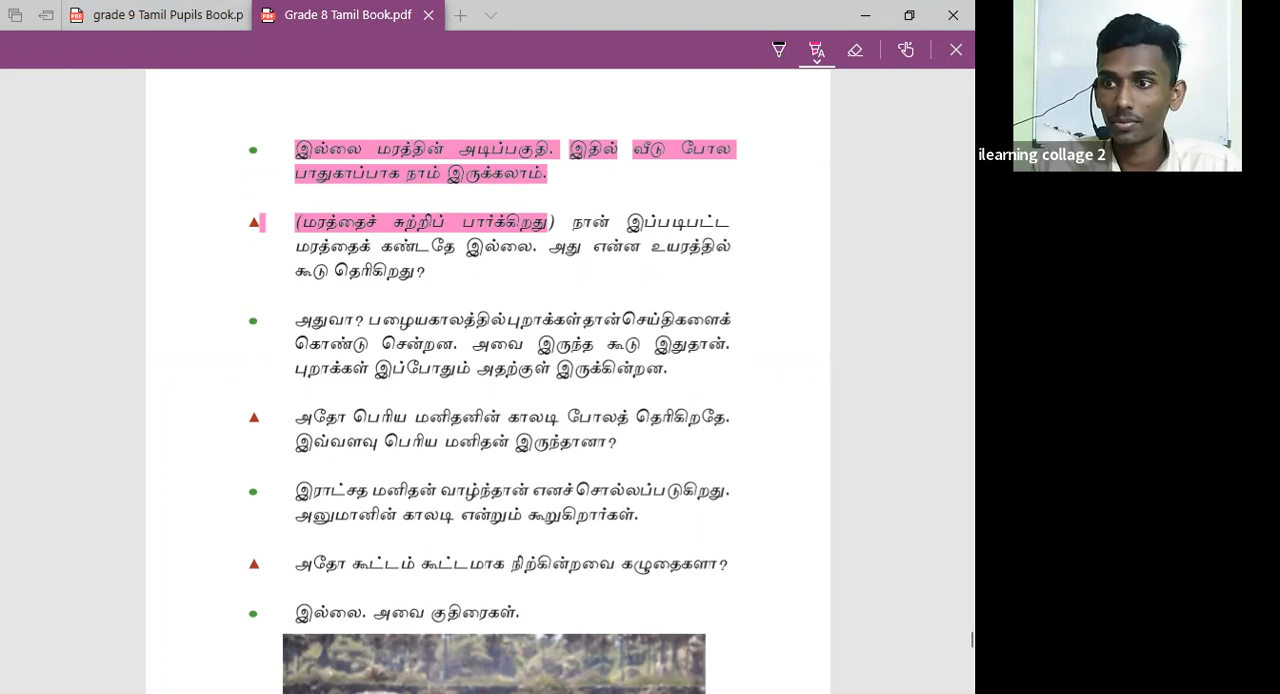 grade 9 Tamil Pupils Book.p
Grade 8 Tamil Book.pdf
இல்லை மரத்தின் அடிப்பகுதி. இதில் வீடு போல
பாதுகாப்பாக நாம் இருக்கலாம்.
(மரத்தைச் சுற்றிப் பார்க்கிறது) நான் இப்படிபட்ட
மரத்தைக் கண்டதே இல்லை. அது என்ன உயரத்தில்
கூடு தெரிகிறது?
அதுவா? பழையகாலத்தில்புறாக்கள்தான்செய்திகளைக்
கொண்டு சென்றன. அவை இருந்த கூடு இதுதான்.
புறாக்கள் இப்போதும் அதற்குள் இருக்கின்றன.
அதோ பெரிய மனிதனின் காலடி போலத் தெரிகிறதே.
இவ்வளவு பெரிய மனிதன் இருந்தானா?
இராட்சத மனிதன் வாழ்ந்தான் எனச் சொல்லப்படுகிறது.
அனுமானின் காலடி என்றும் கூறுகிறார்கள்.
அதோ கூட்டம் கூட்டமாக நிற்கின்றவை கழுதைகளா?
இல்லை. அவை குதிரைகள்.
ilearning collage 2